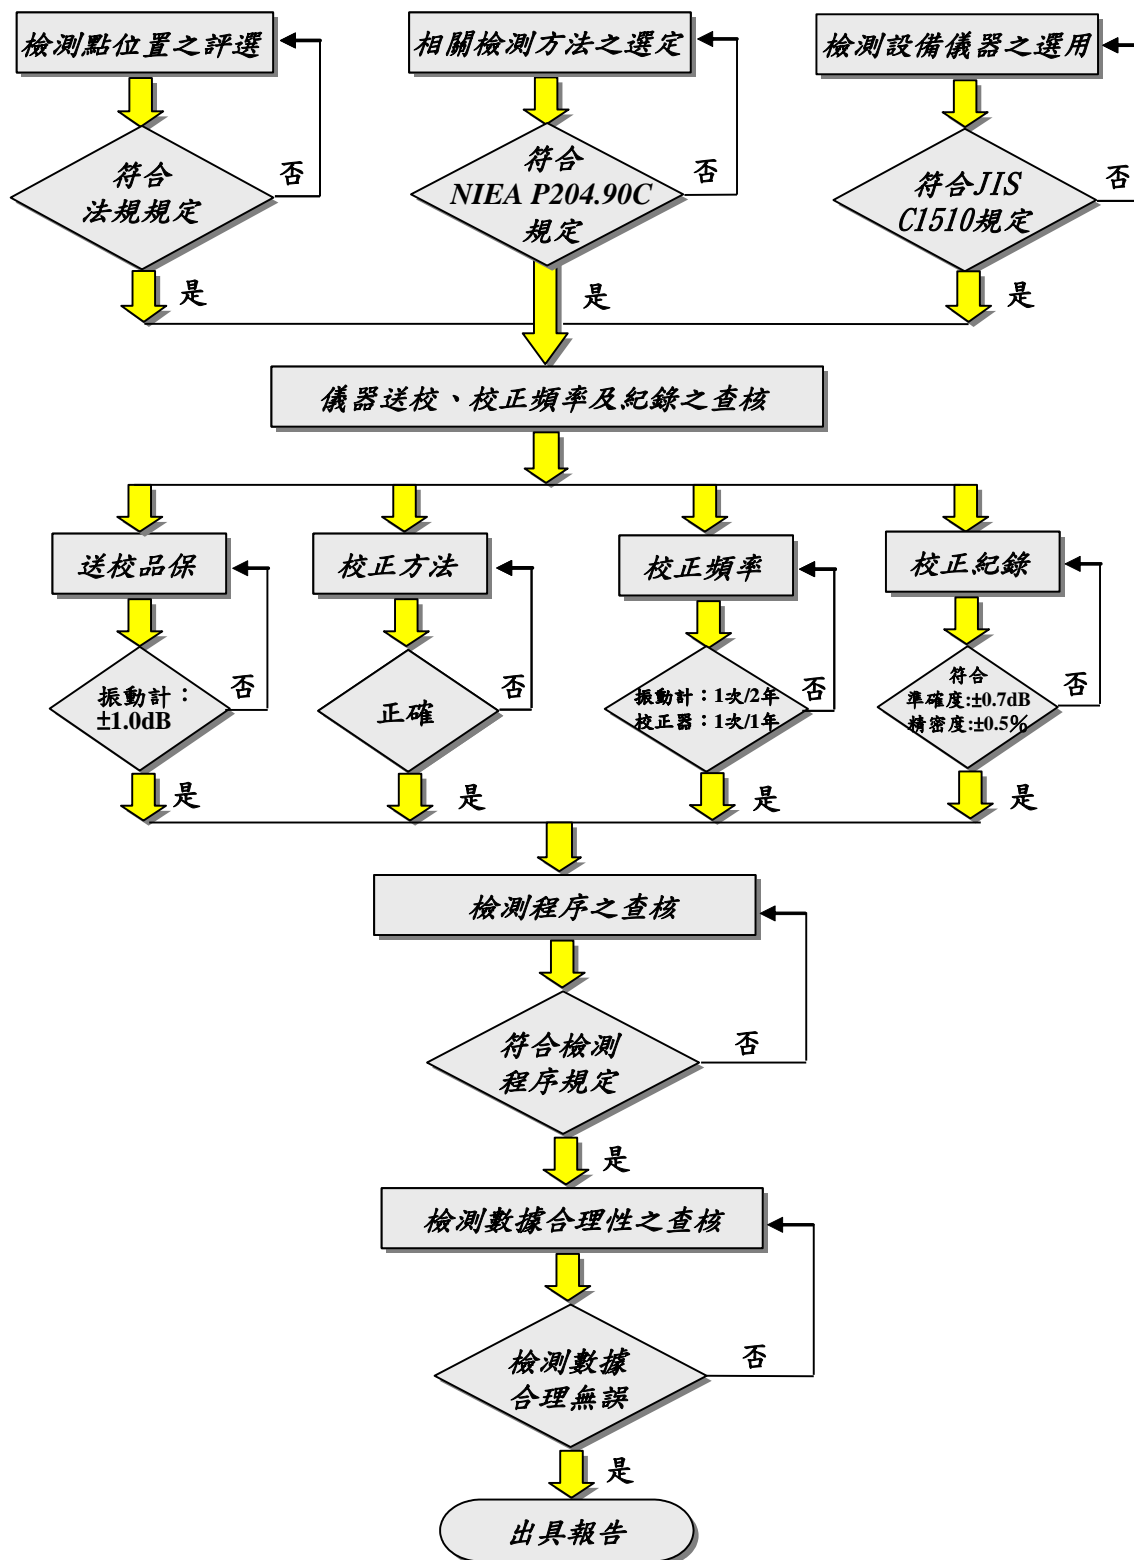 檢測點位置之評選
相關檢測方法之選定
檢測設備儀器之選用
符合
法規規定
否
符合
NIEA P204.90C
規定
否
符合JIS
C1510規定
否
是
是
是
儀器送校、校正頻率及紀錄之查核
送校品保
校正方法
校正頻率
校正紀錄
振動計：
±1.0dB
否
正確
否
振動計：1次/2年
校正器：1次/1年
否
符合
準確度:±0.7dB
精密度:±0.5%
否
是
是
是
是
檢測程序之查核
符合檢測
程序規定
否
是
檢測數據合理性之查核
檢測數據
合理無誤
否
是
出具報告